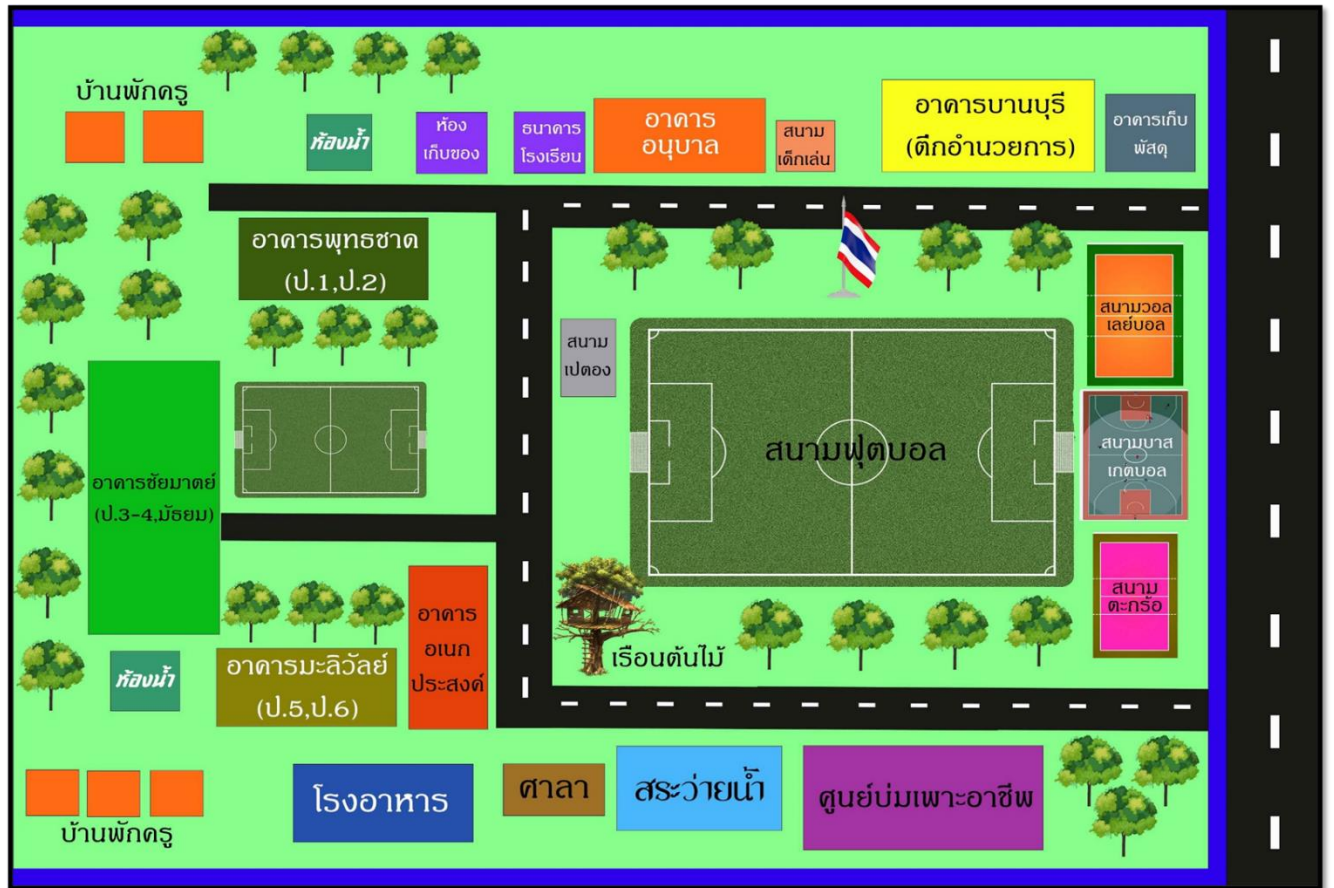 บ้านพักครู
ห้องน้ำ
ห้อง
เก็บของ
ธนาคาร
โรงเรียน
อาคาร
อนุบาล
สนาม
เด็กเล่น
อาคารบานบุรี
(ตึกอำนวยการ)
อาคารเก็บ
พัสดุ
อาคารพุทธชาด
(ป.1,ป.2)
สนาม
เปตอง
สนามวอล
เลย์บอล
สนามฟุตบอล
สนามบาส
เกตบอล
อาคารชัยมาตย์
(ป.3-4,มัธยม)
สนาม
ตะกร้อ
อาคาร
อเนก
ประสงค์
เรือนต้นไม้
ห้องน้ำ
อาคารมะลิวัลย์
(ป.5,ป.6)
บ้านพักครู
โรงอาหาร
ศาลา
สระว่ายน้ำ
ศูนย์บ่มเพาะอาชีพ